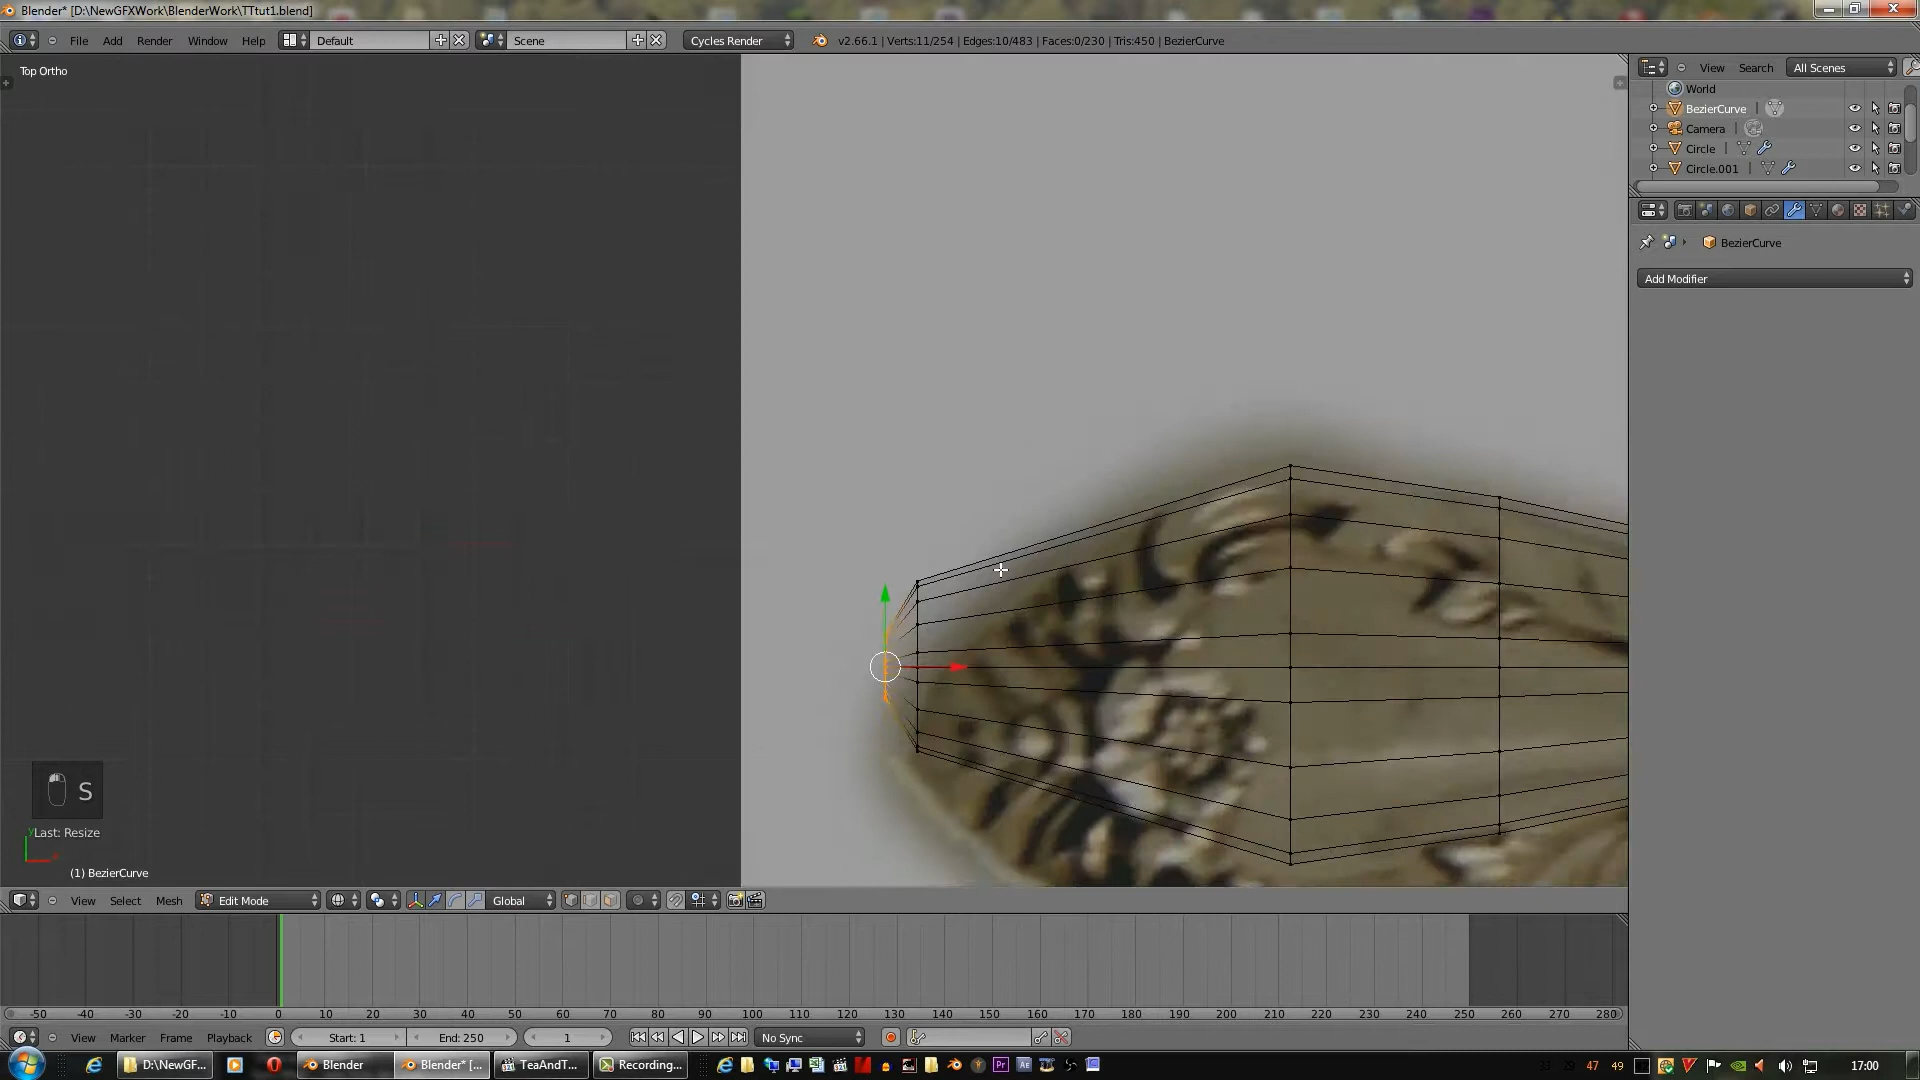 Blender* [D:\NewGFXWork\BlenderWork\TTtut1.blend]
File Add Render Window Help Default Scene Cycles Render v2.66.1 | Verts:11/254 | Edges:10/483 | Faces:0/230 | Tris:450 | BezierCurve
Top Ortho
View Search All Scenes
World
BezierCurve
Camera
Circle
Circle.001
BezierCurve
Add Modifier
S
Last: Resize
(1) BezierCurve
View Select Mesh Edit Mode Global
-50 -40 -30 -20 -10 0 10 20 30 40 50 60 70 80 90 100 110 120 130 140 150 160 170 180 190 200 210 220 230 240 250 260 270 280
View Marker Frame Playback Start: 1 End: 250 1 No Sync
D:\NewGF... Blender Blender* [... TeaAndT... Recording... 47 49 17:00